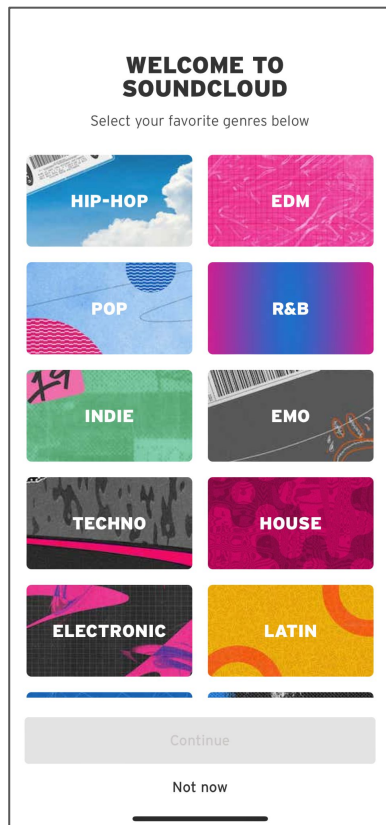 WELCOME TO
SOUNDCLOUD
Select your favorite genres below
HIP-HOP
EDM
POP
R&B
INDIE
EMO
TECHNO
HOUSE
ELECTRONIC
LATIN
Continue
Not now